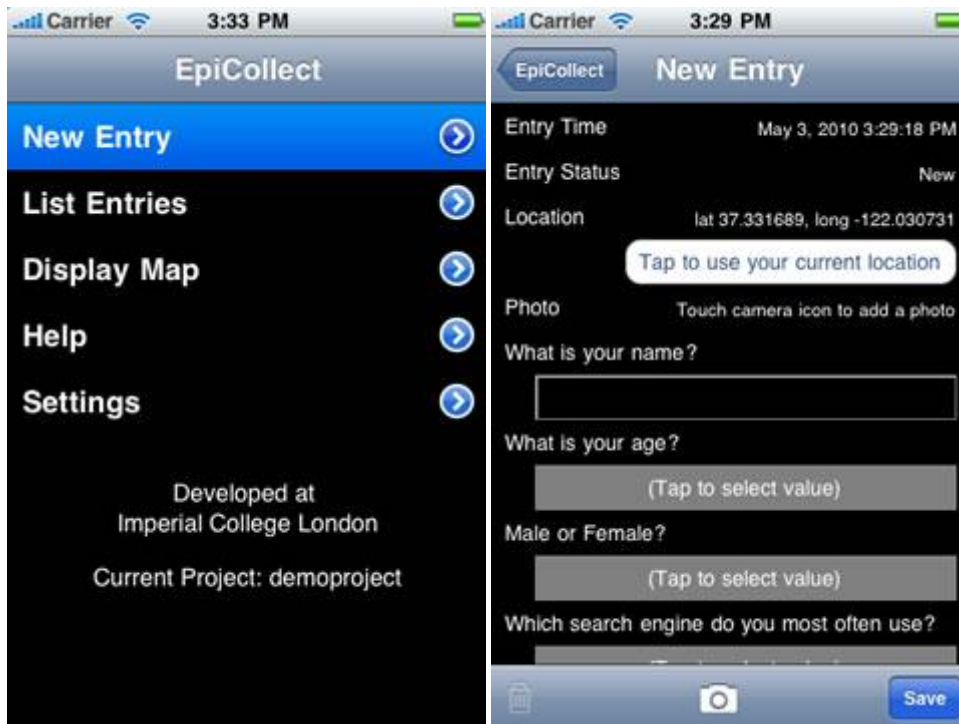 Carrier 3:33 PM
EpiCollect
New Entry
List Entries
Display Map
Help
Settings
Developed at
Imperial College London
Current Project: demoproject
Carrier 3:29 PM
EpiCollect New Entry
Entry Time May 3, 2010 3:29:18 PM
Entry Status New
Location lat 37.331689, long -122.030731
Tap to use your current location
Photo Touch camera icon to add a photo
What is your name?
What is your age?
(Tap to select value)
Male or Female?
(Tap to select value)
Which search engine do you most often use?
Save